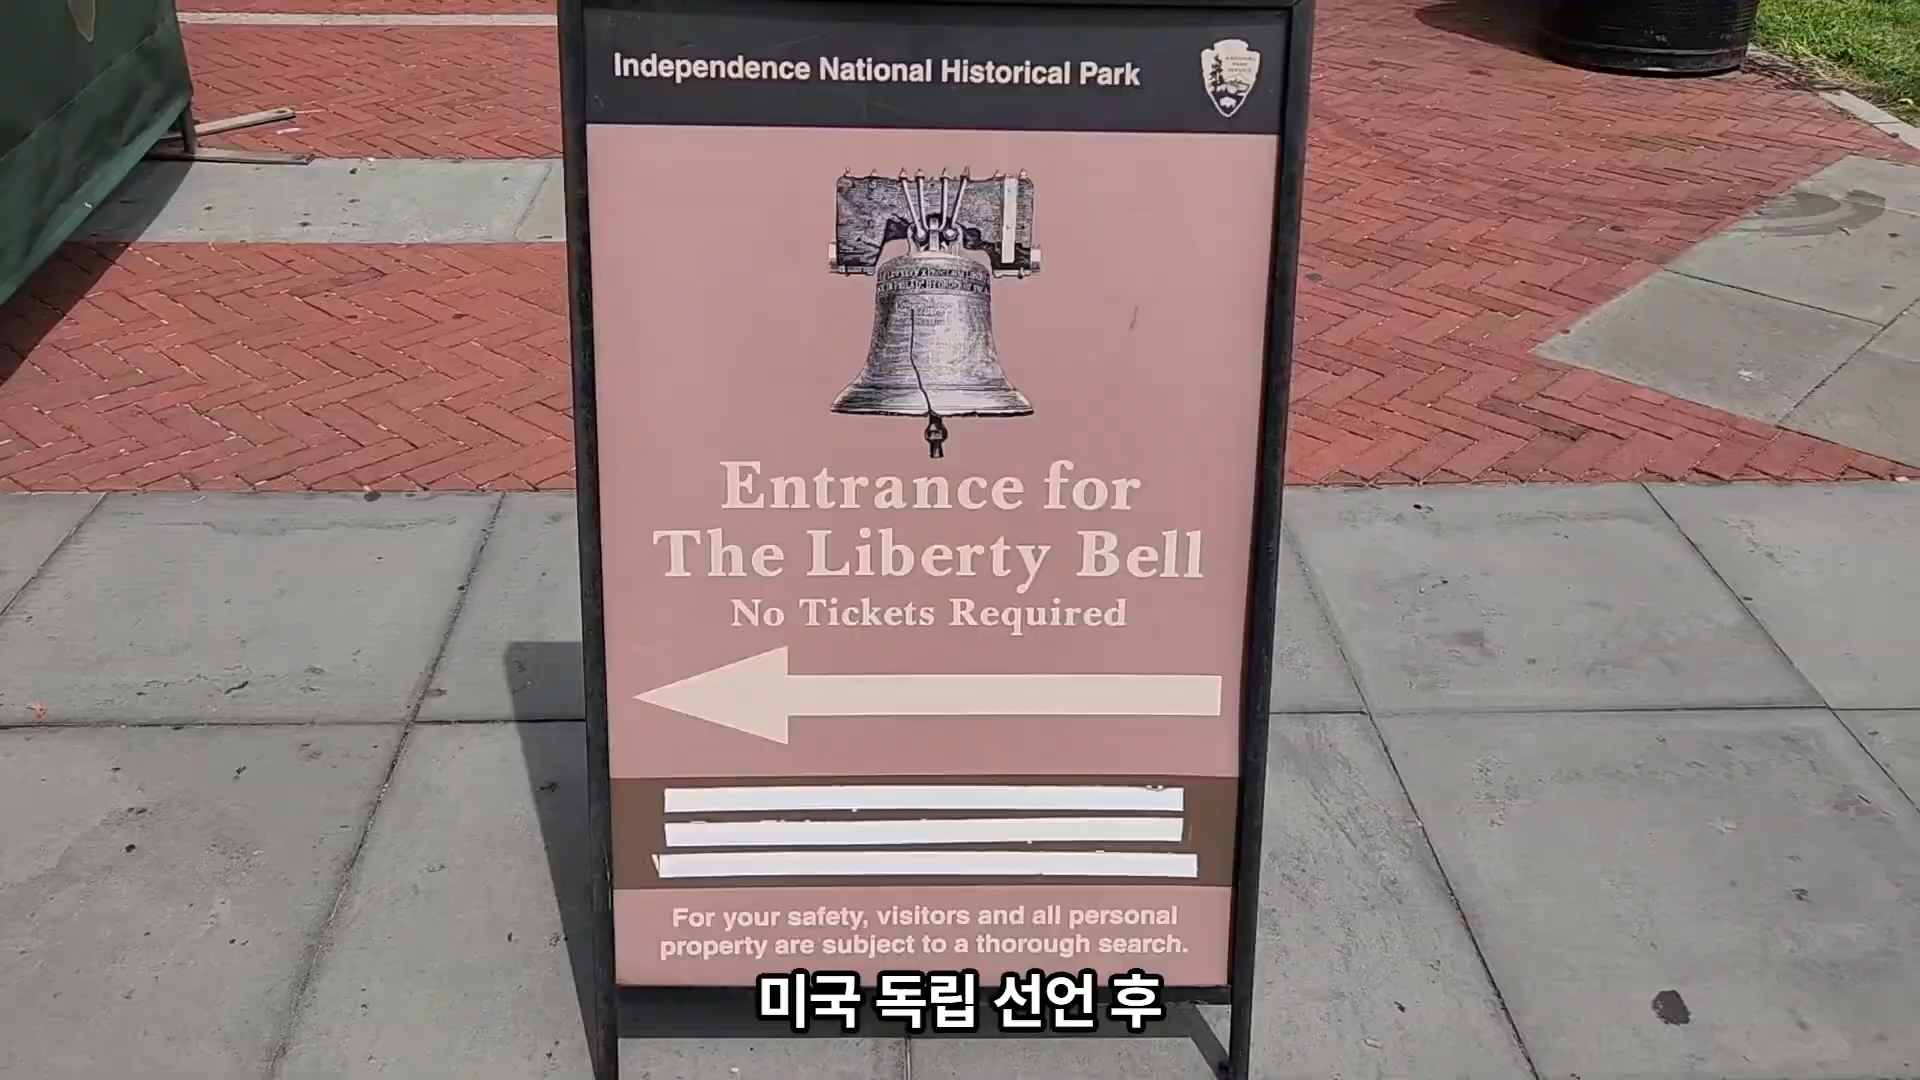 Independence National Historical Park
Entrance for
The Liberty Bell
No Tickets Required
For your safety, visitors and all personal
property are subject to a thorough search.
미국 독립 선언 후